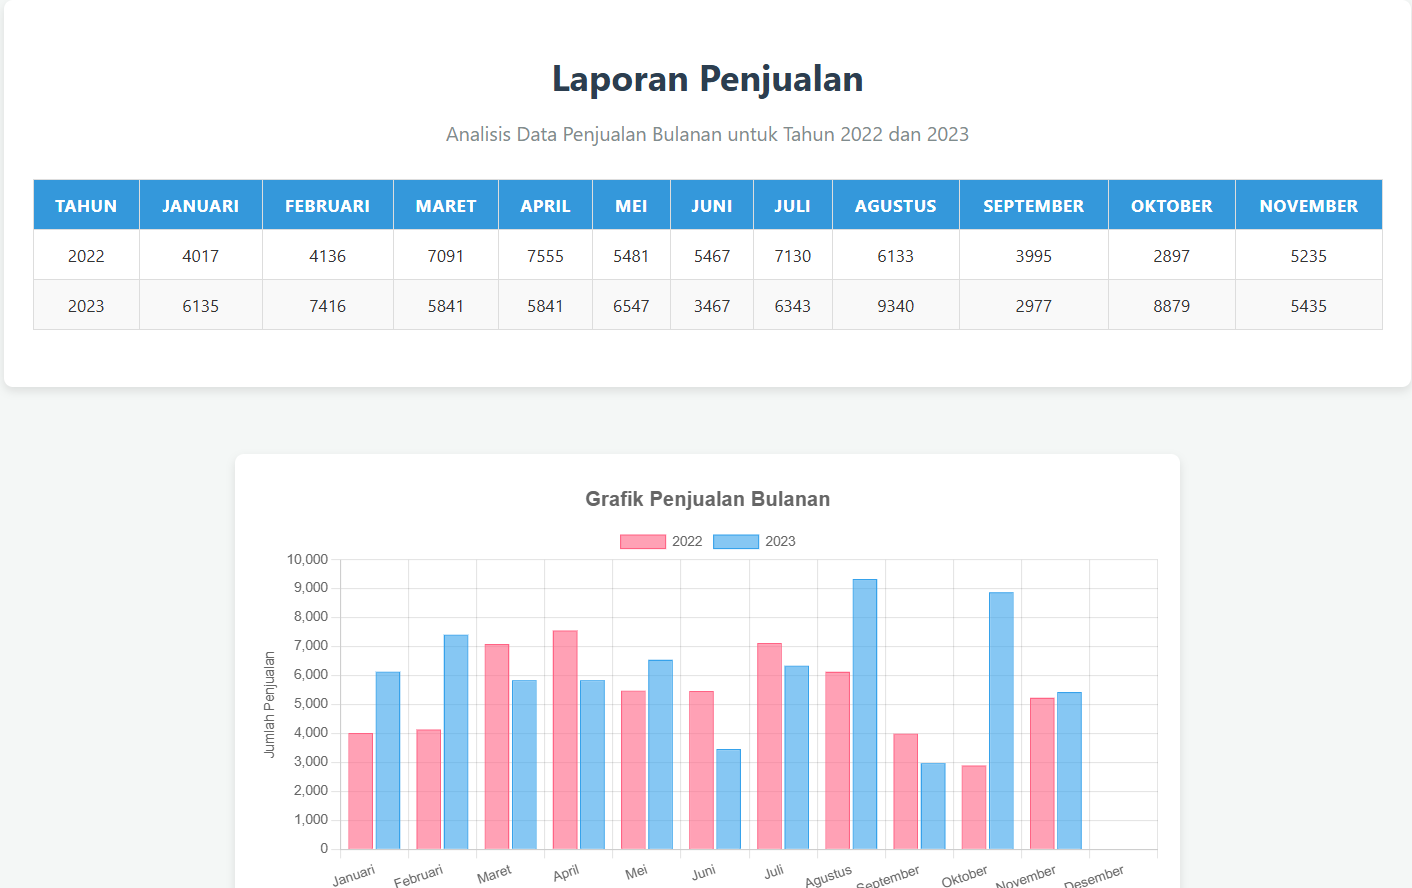 Laporan Penjualan
Analisis Data Penjualan Bulanan untuk Tahun 2022 dan 2023
TAHUN JANUARI FEBRUARI MARET APRIL MEI JUNI JULI AGUSTUS SEPTEMBER OKTOBER NOVEMBER
2022 4017 4136 7091 7555 5481 5467 7130 6133 3995 2897 5235
2023 6135 7416 5841 5841 6547 3467 6343 9340 2977 8879 5435
Grafik Penjualan Bulanan
2022 2023
10,000
9,000
8,000
7,000
6,000
5,000
4,000
3,000
2,000
1,000
0
Jumlah Penjualan
Januari Februari Maret April Mei Juni Juli Agustus September Oktober November Desember